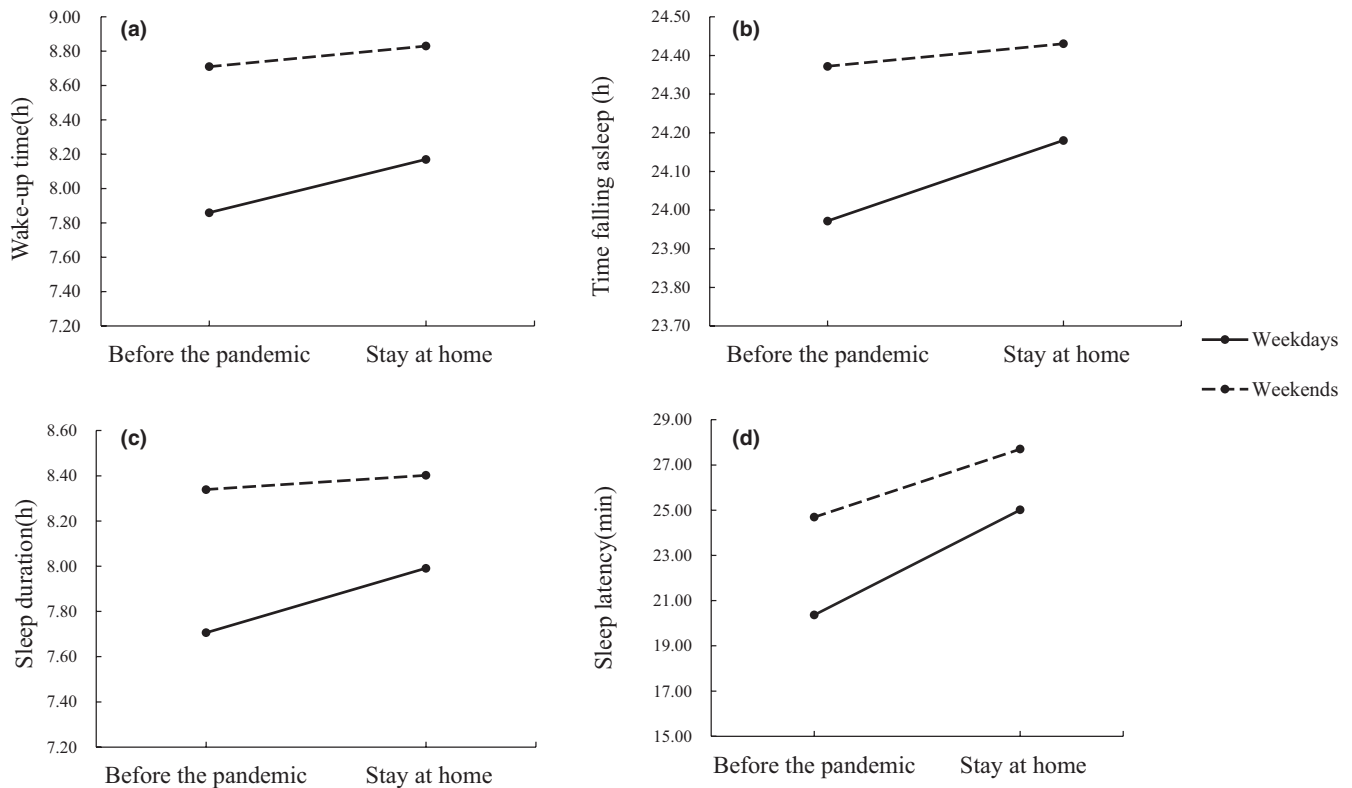 (a)
Wake-up time(h)
9.00
8.80
8.60
8.40
8.20
8.00
7.80
7.60
7.40
7.20
Before the pandemic
Stay at home
(b)
Time falling asleep (h)
24.50
24.40
24.30
24.20
24.10
24.00
23.90
23.80
23.70
Before the pandemic
Stay at home
Weekdays
Weekends
(c)
Sleep duration(h)
8.60
8.40
8.20
8.00
7.80
7.60
7.40
7.20
Before the pandemic
Stay at home
(d)
Sleep latency(min)
29.00
27.00
25.00
23.00
21.00
19.00
17.00
15.00
Before the pandemic
Stay at home